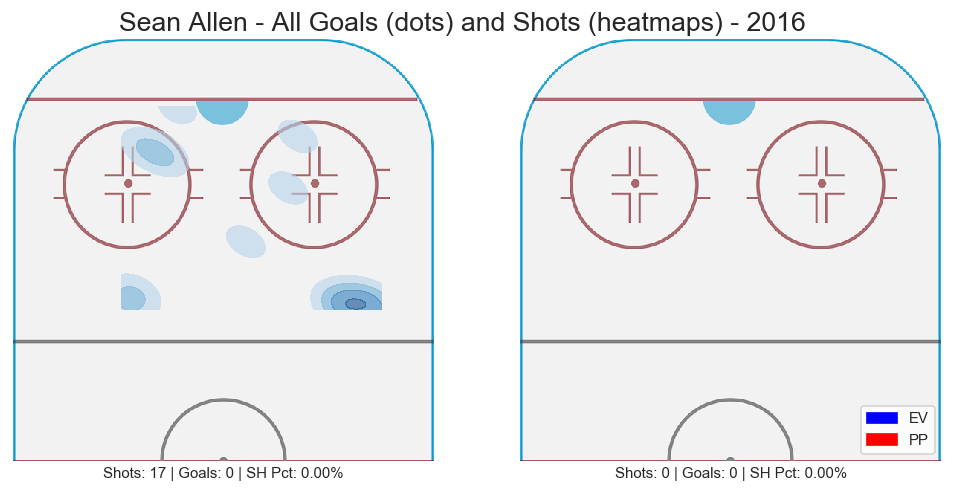 Sean Allen - All Goals (dots) and Shots (heatmaps) - 2016
EV
PP
Shots: 17 | Goals: 0 | SH Pct: 0.00%
Shots: 0 | Goals: 0 | SH Pct: 0.00%